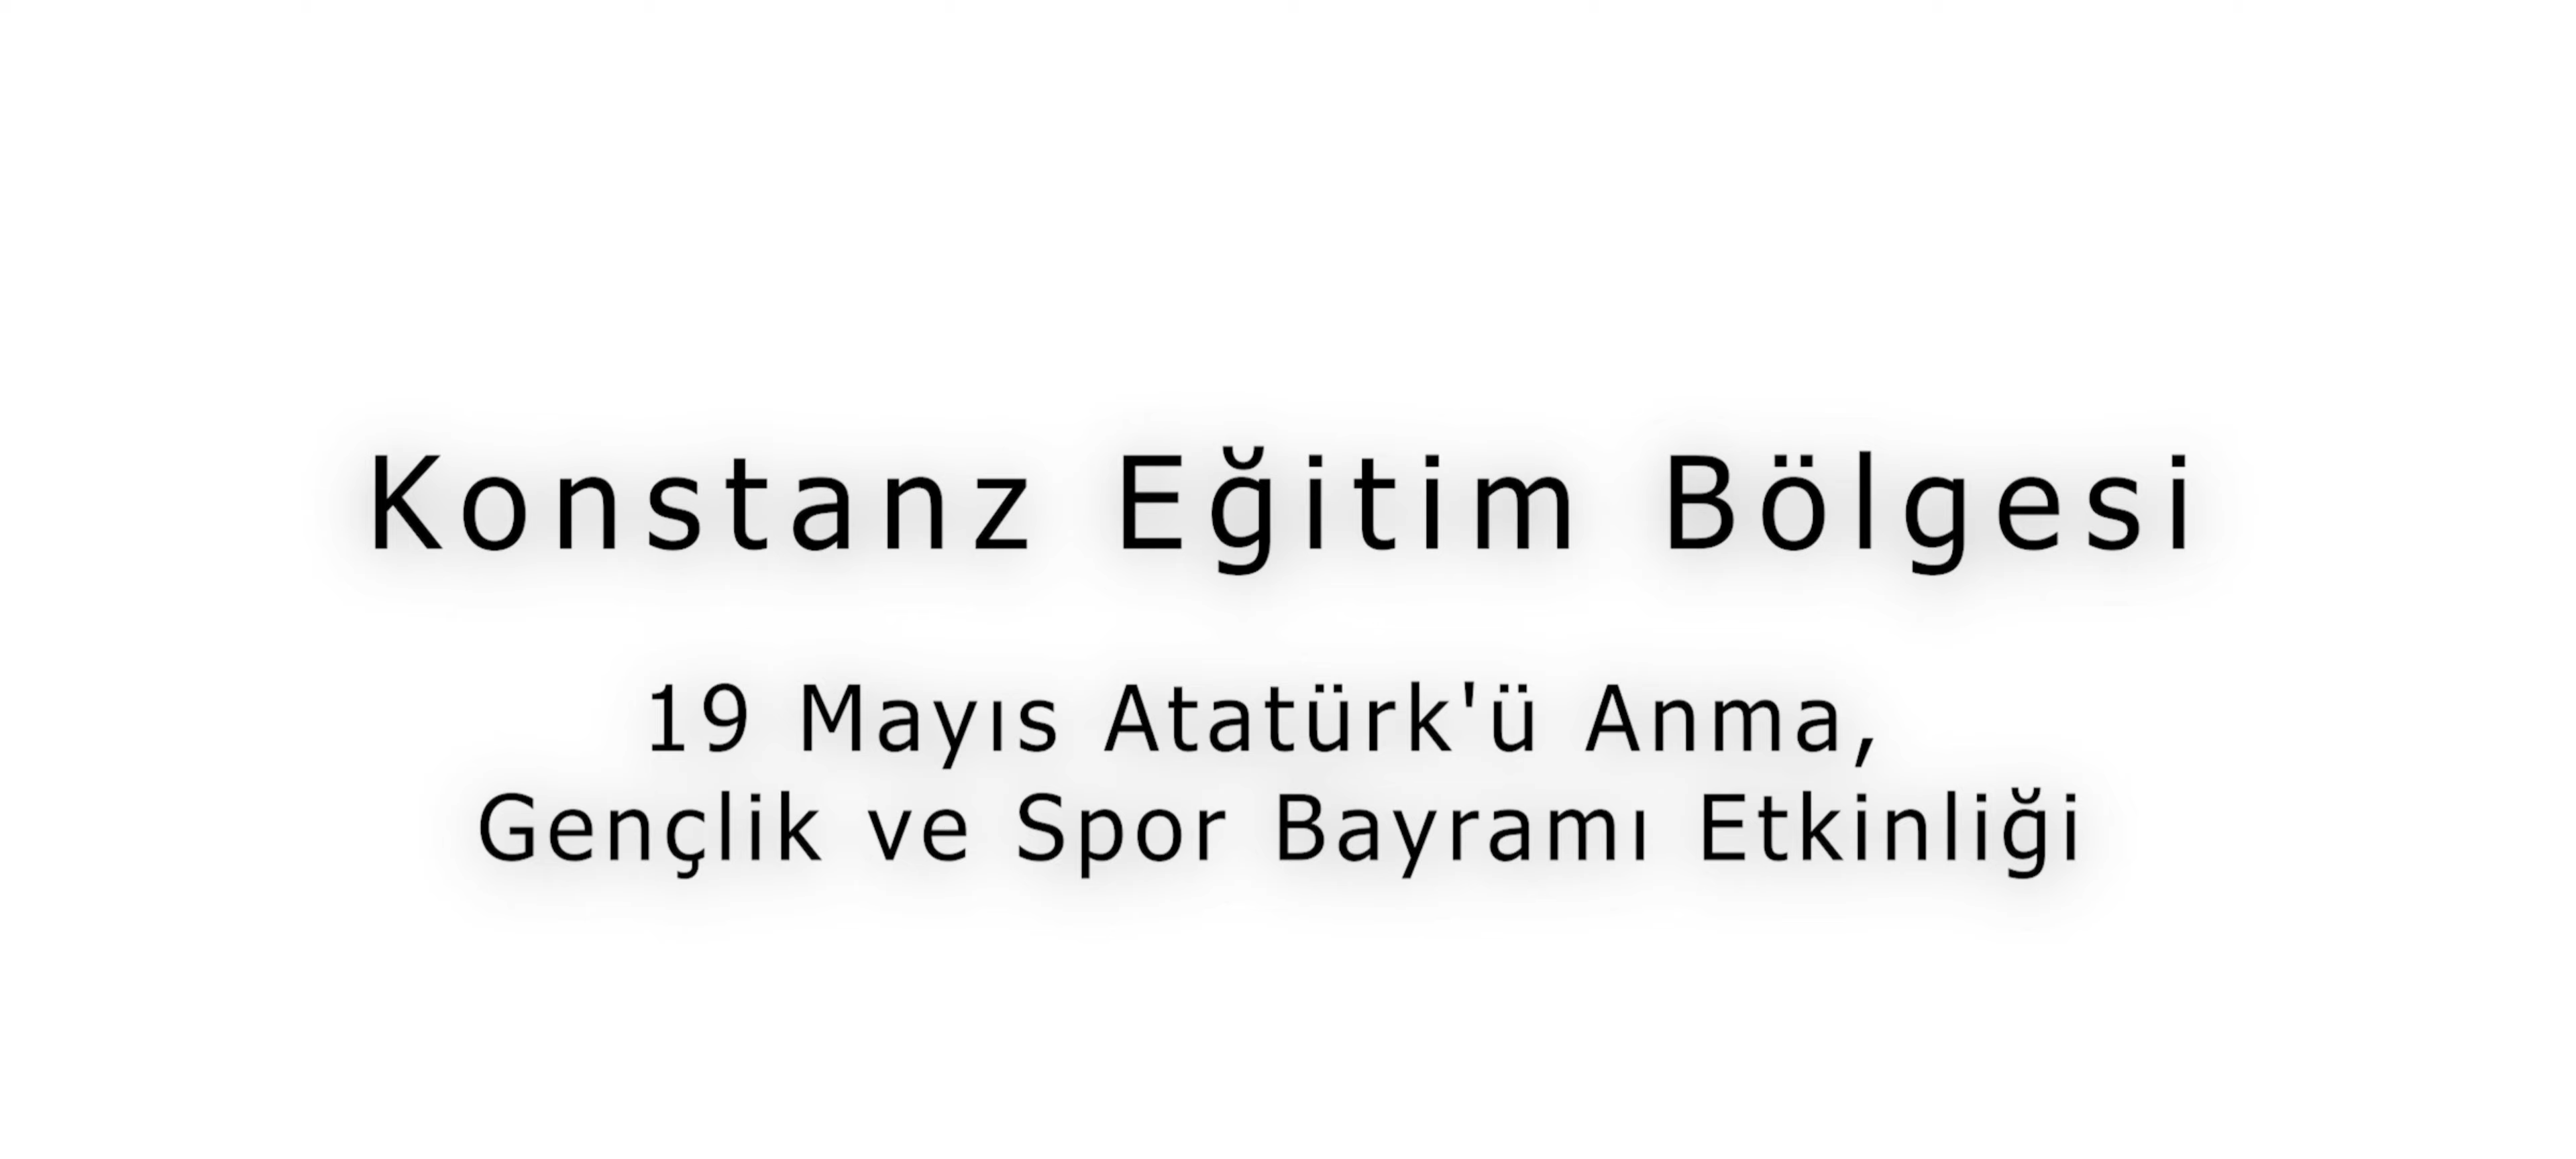 Konstanz Eğitim Bölgesi
19 Mayıs Atatürk'ü Anma,
Gençlik ve Spor Bayramı Etkinliği